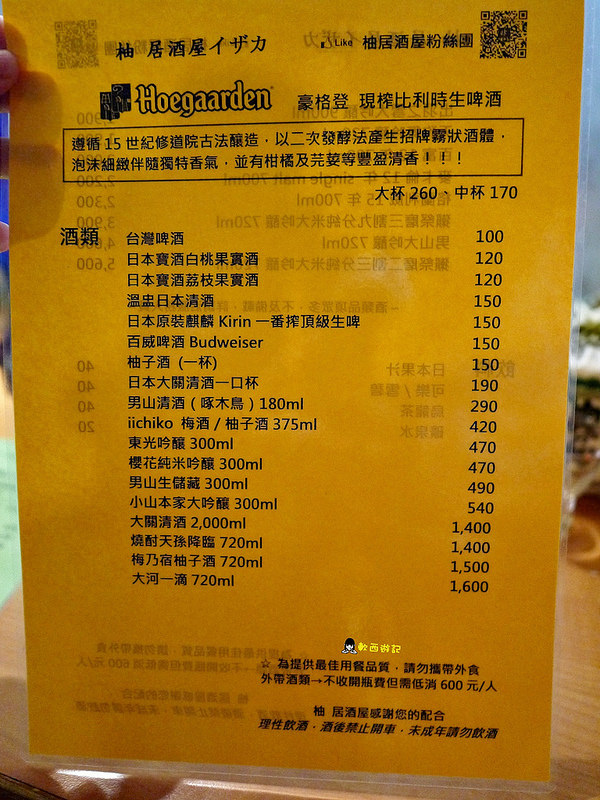 柚 居酒屋イザカ
Like 柚居酒屋粉絲團
Hoegaarden 豪格登 現榨比利時生啤酒
遵循 15 世紀修道院古法釀造，以二次發酵法產生招牌霧狀酒體，
泡沫細緻伴隨獨特香氣，並有柑橘及芫荽等豐盈清香！！！
大杯 260、中杯 170
酒類 台灣啤酒 100
日本寶酒白桃果實酒 120
日本寶酒荔枝果實酒 120
溫盅日本清酒 150
日本原裝麒麟 Kirin 一番搾頂級生啤 150
百威啤酒 Budweiser 150
柚子酒 (一杯) 150
日本大關清酒一口杯 190
男山清酒 ( 啄木鳥 ) 180ml 290
iichiko 梅酒 / 柚子酒 375ml 420
東光吟釀 300ml 470
櫻花純米吟釀 300ml 470
男山生儲藏 300ml 490
小山本家大吟釀 300ml 540
大關清酒 2,000ml 1,400
燒酎天孫降臨 720ml 1,400
梅乃宿柚子酒 720ml 1,500
大河一滴 720ml 1,600
軟西遊記
☆ 為提供最佳用餐品質，請勿攜帶外食
外帶酒類→不收開瓶費但需低消 600 元/人
柚 居酒屋感謝您的配合
理性飲酒，酒後禁止開車，未成年請勿飲酒